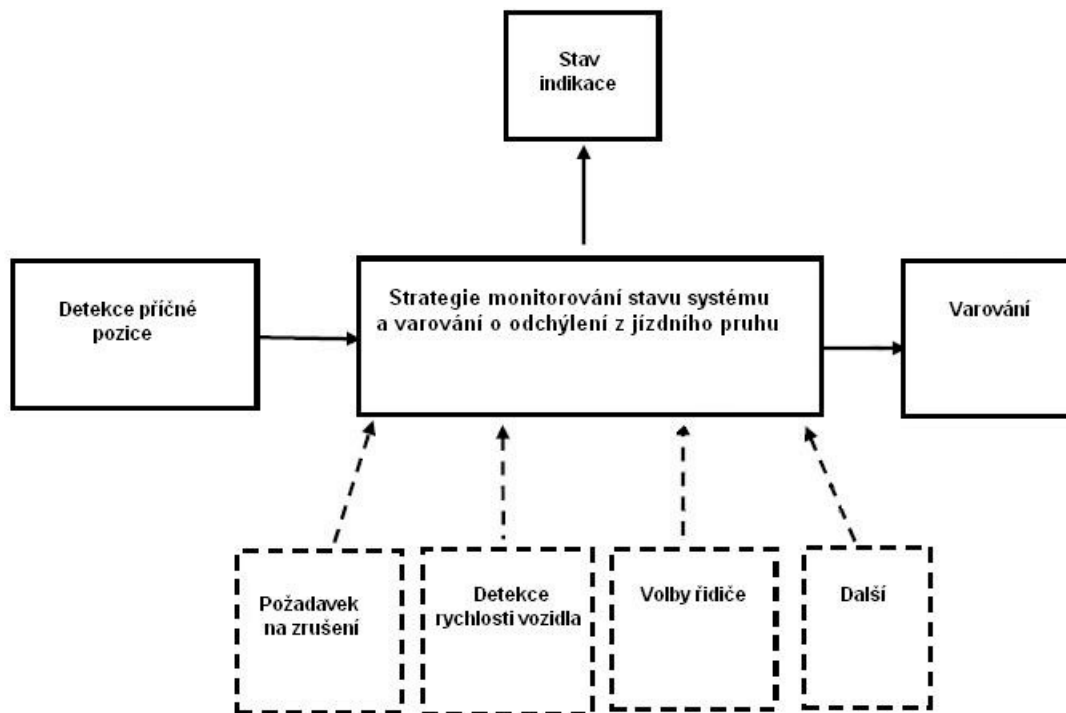 Stav
indikace
Detekce příčné
pozice
Strategie monitorování stavu systému
a varování o odchýlení z jízdního pruhu
Varování
Požadavek
na zrušení
Detekce
rychlosti vozidla
Volby řidiče
Další